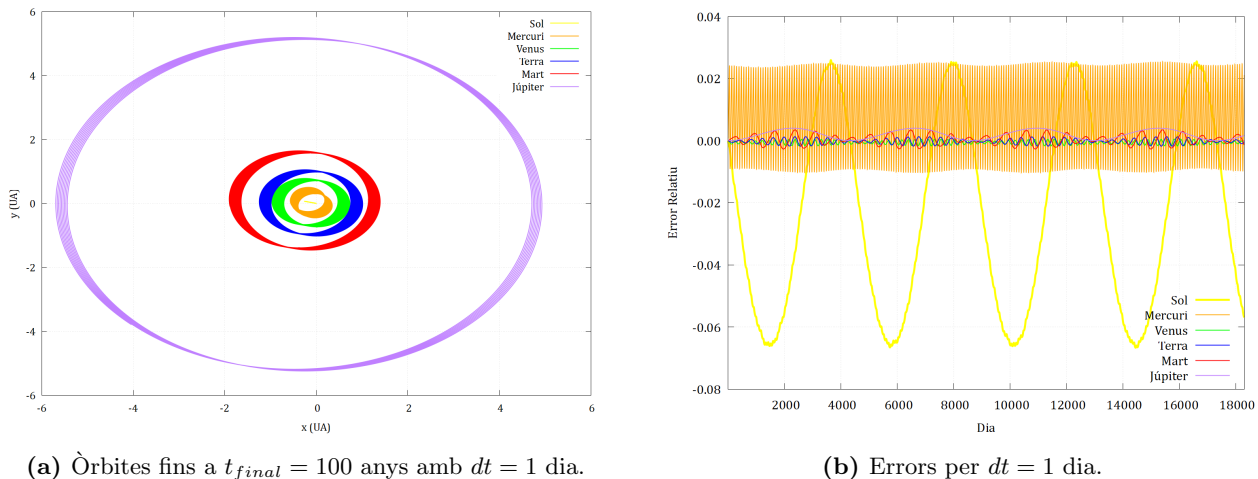 6
4
2
0
-2
-4
-6
y (UA)
-6
-4
-2
0
2
4
6
x (UA)
Sol
Mercuri
Venus
Terra
Mart
Júpiter
(a) Òrbites fins a t_final = 100 anys amb dt = 1 dia.
0.04
0.02
0.00
-0.02
-0.04
-0.06
-0.08
Error Relatiu
Sol
Mercuri
Venus
Terra
Mart
Júpiter
2000
4000
6000
8000
10000
12000
14000
16000
18000
Dia
(b) Errors per dt = 1 dia.